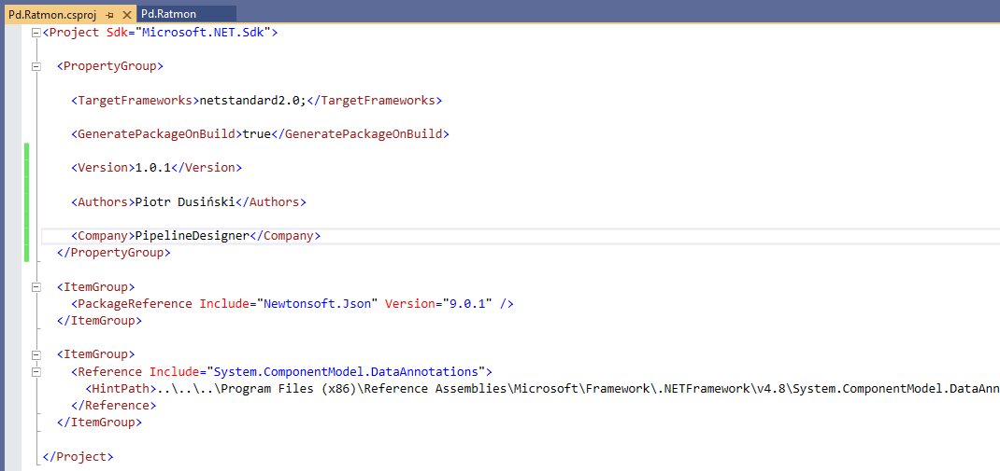 Pd.Ratmon.csproj Pd.Ratmon
<Project Sdk="Microsoft.NET.Sdk">
<PropertyGroup>
<TargetFrameworks>netstandard2.0;</TargetFrameworks>
<GeneratePackageOnBuild>true</GeneratePackageOnBuild>
<Version>1.0.1</Version>
<Authors>Piotr Dusiński</Authors>
<Company>PipelineDesigner</Company>
</PropertyGroup>
<ItemGroup>
<PackageReference Include="Newtonsoft.Json" Version="9.0.1" />
</ItemGroup>
<ItemGroup>
<Reference Include="System.ComponentModel.DataAnnotations">
<HintPath>..\..\..\Program Files (x86)\Reference Assemblies\Microsoft\Framework\.NETFramework\v4.8\System.ComponentModel.DataAnn
</Reference>
</ItemGroup>
</Project>